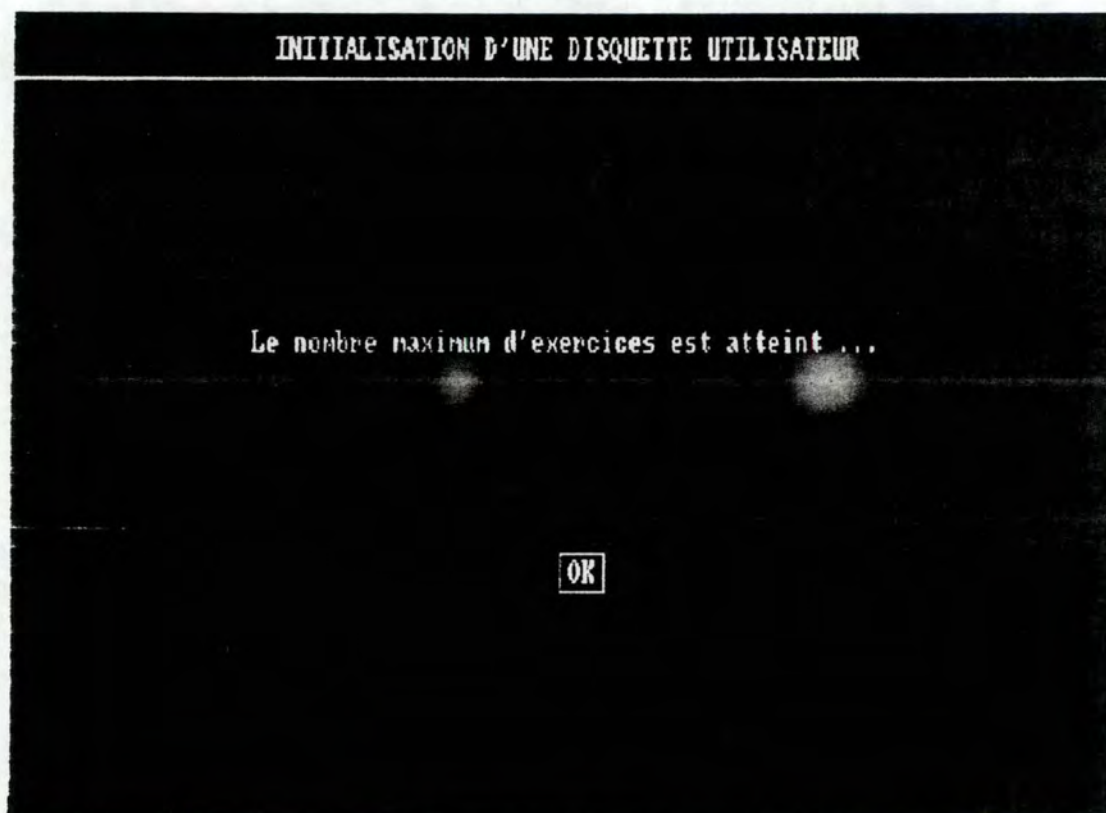 INITIALISATION D'UNE DISQUETTE UTILISATEUR
Le nombre maximum d'exercices est atteint ...
OK